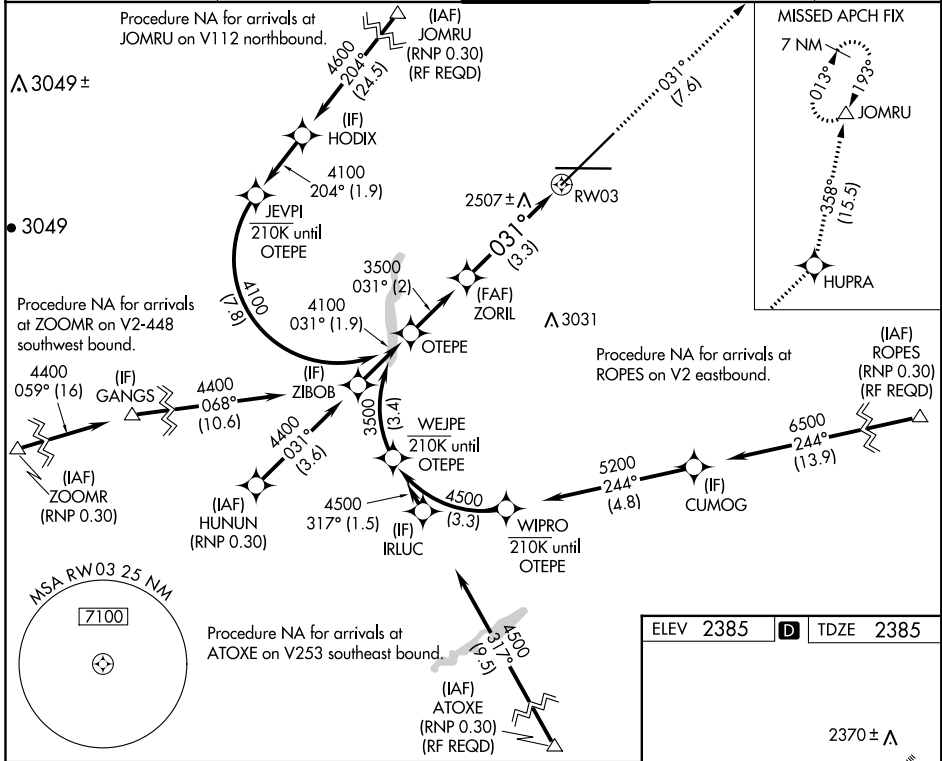 Procedure NA for arrivals at
JOMRU on V112 northbound.
(IAF)
JOMRU
(RNP 0.30)
(RF REQD)
MISSED APCH FIX
7 NM
013°
193°
JOMRU
358°
(15.5)
HUPRA
3049 ±
4600
204°
(24.5)
(IF)
HODIX
4100
204° (1.9)
031°
(7.6)
RW03
2507 ±
JEVPI
210K until
OTEPE
3049
031°
(3.3)
3500
031° (2)
(FAF)
ZORIL
4100
(7.8)
4100
031° (1.9)
OTEPE
3031
Procedure NA for arrivals
at ZOOMR on V2-448
southwest bound.
4400
059° (16)
(IF)
GANGS
4400
068°
(10.6)
(IF)
ZIBOB
Procedure NA for arrivals at
ROPES on V2 eastbound.
(IAF)
ROPES
(RNP 0.30)
(RF REQD)
3500
(3.4)
WEJPE
210K until
OTEPE
6500
244°
(13.9)
(IAF)
ZOOMR
(RNP 0.30)
4400
031°
(3.6)
(IAF)
HUNUN
(RNP 0.30)
4500
317° (1.5)
(IF)
IRLUC
4500
(3.3)
WIPRO
210K until
OTEPE
5200
244°
(4.8)
(IF)
CUMOG
MSA RW03 25 NM
7100
Procedure NA for arrivals at
ATOXE on V253 southeast bound.
4500
317°
(9.5)
(IAF)
ATOXE
(RNP 0.30)
(RF REQD)
ELEV 2385 D TDZE 2385
2370 ±